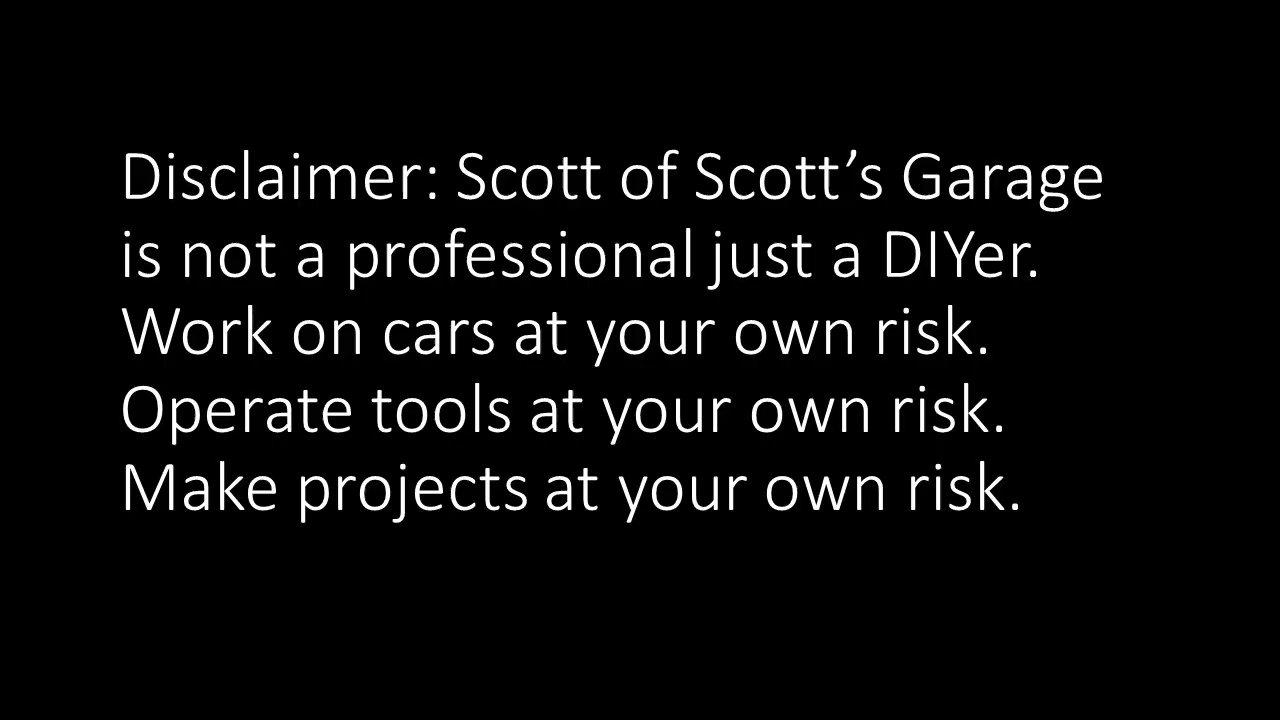 Disclaimer: Scott of Scott’s Garage
is not a professional just a DIYer.
Work on cars at your own risk.
Operate tools at your own risk.
Make projects at your own risk.